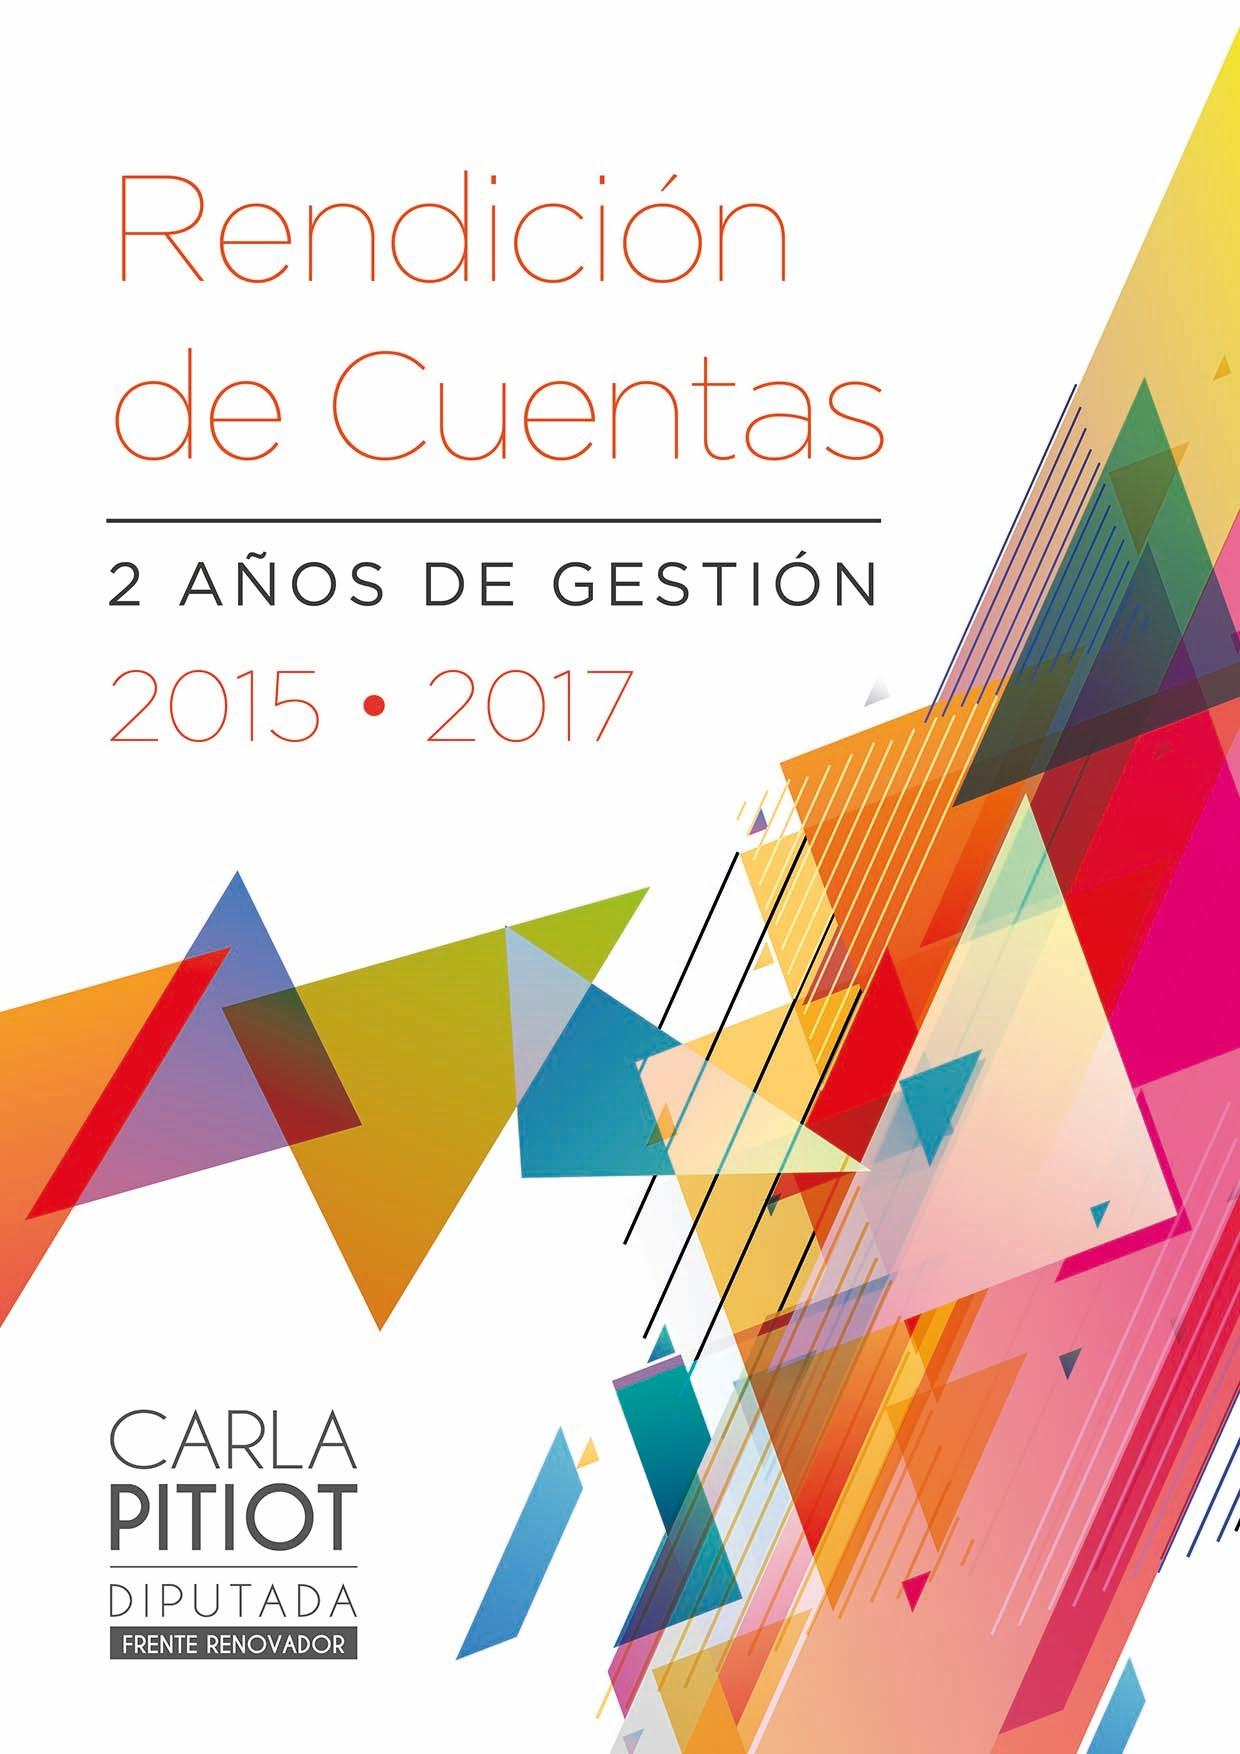 Rendición
de Cuentas
2 AÑOS DE GESTIÓN
2015 • 2017
CARLA
PITIOT
DIPUTADA
FRENTE RENOVADOR